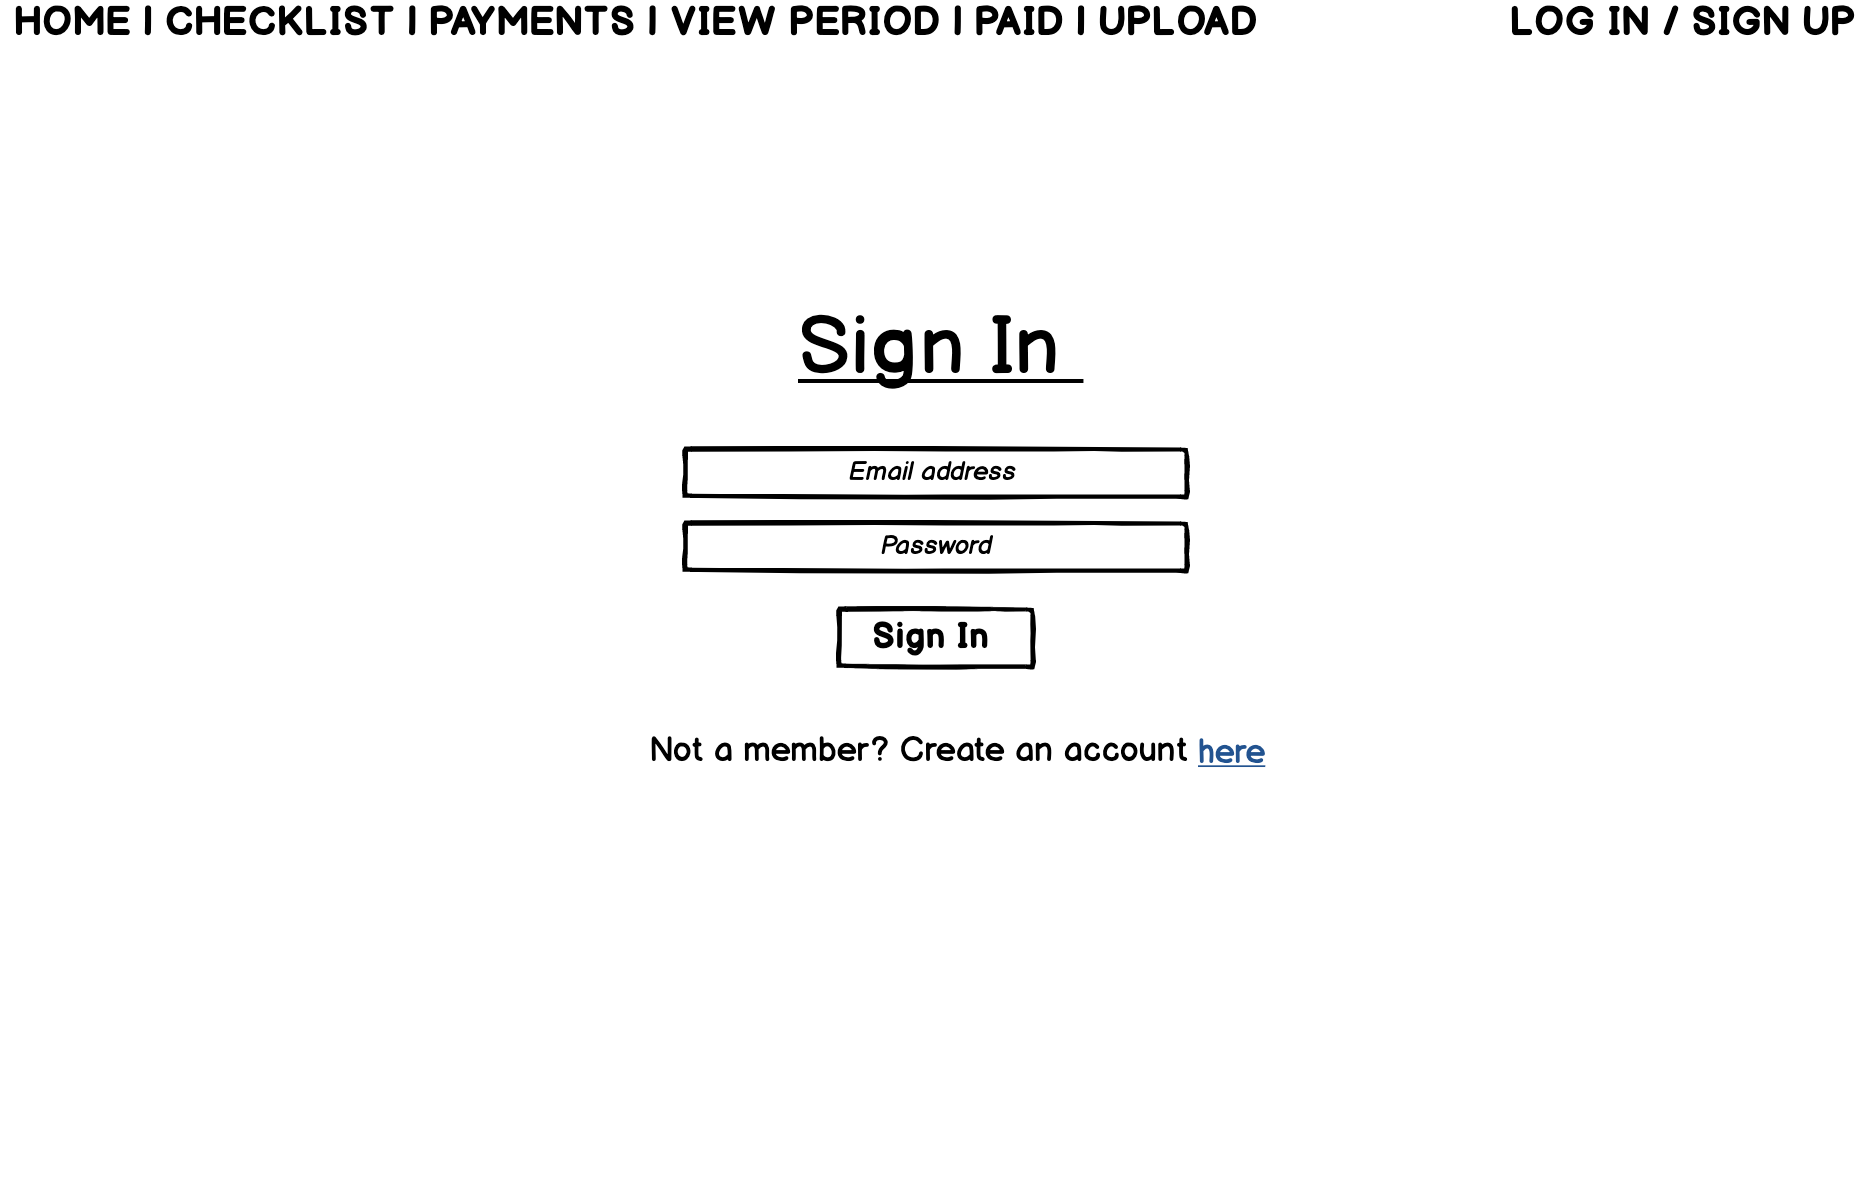 HOME | CHECKLIST | PAYMENTS | VIEW PERIOD | PAID | UPLOAD
LOG IN / SIGN UP
Sign In
Email address
Password
Sign In
Not a member? Create an account here